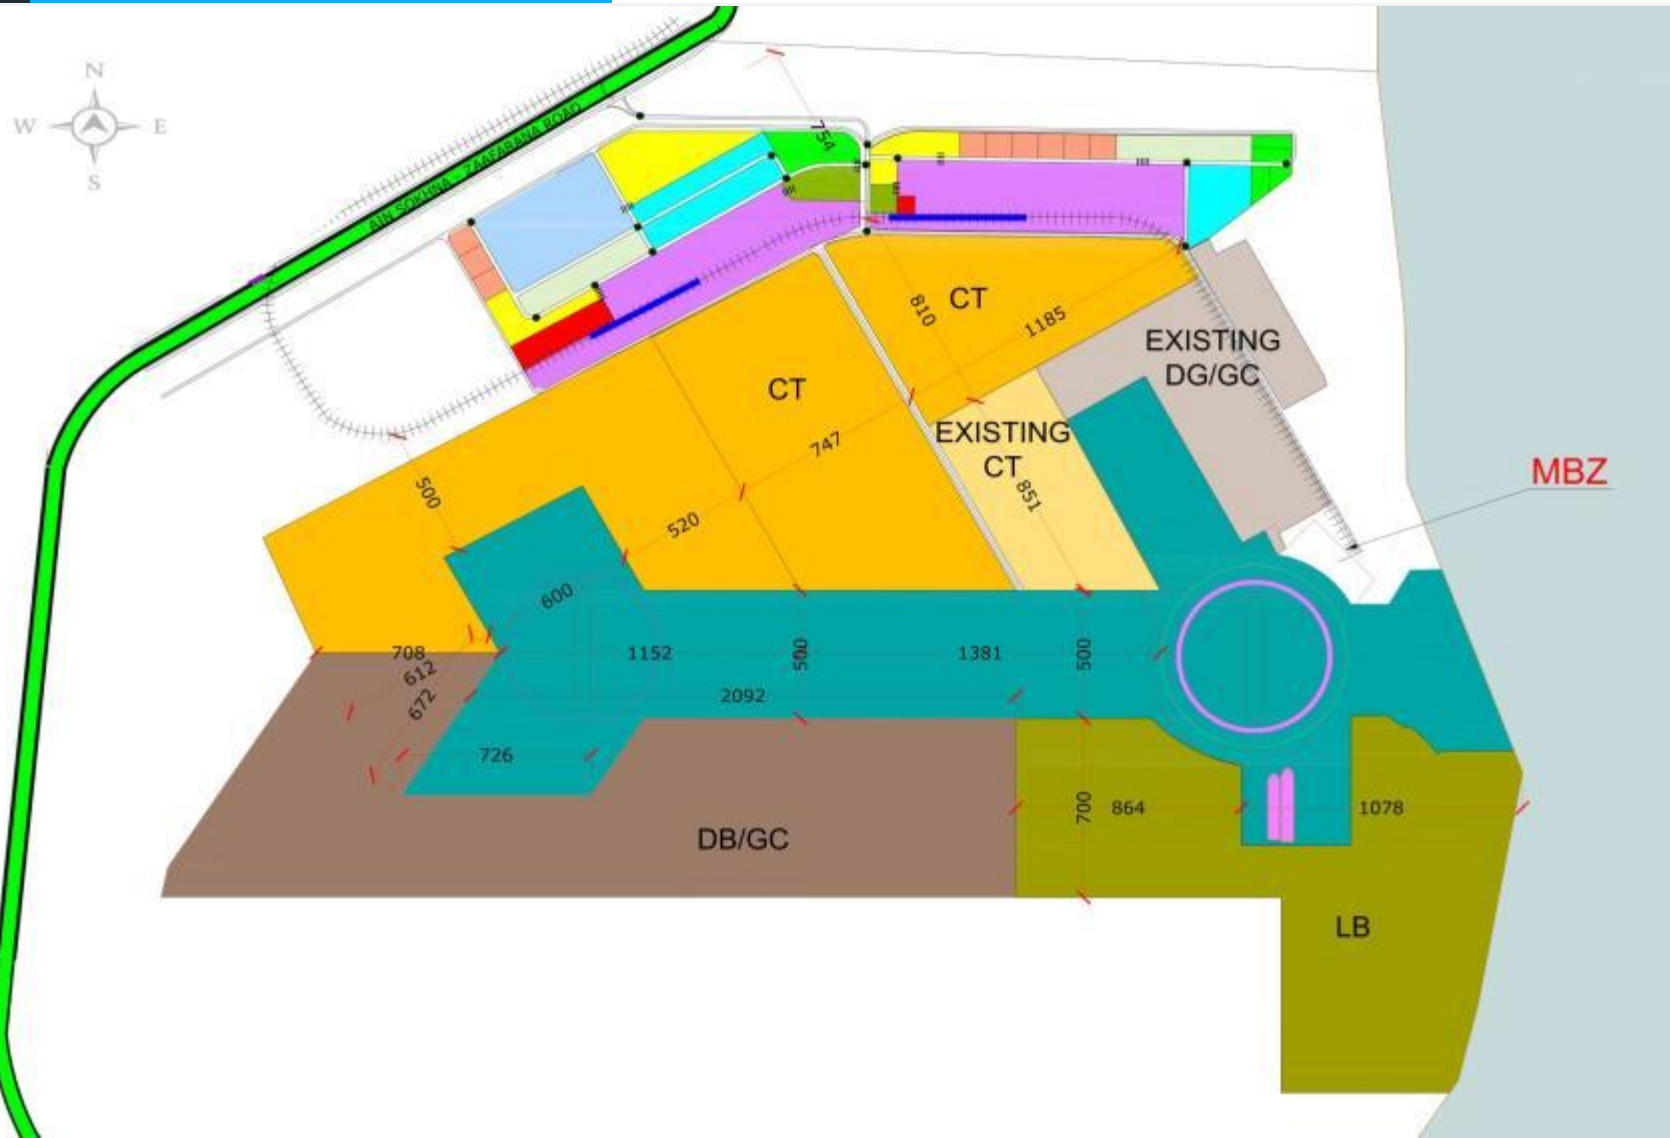 N
W
E
S
AIN SOKHNA - ZAAFARANA ROAD
754
CT
810
1185
EXISTING
DG/GC
CT
747
EXISTING
CT
851
MBZ
500
520
600
708
612
672
1152
500
1381
500
2092
726
700
864
1078
DB/GC
LB